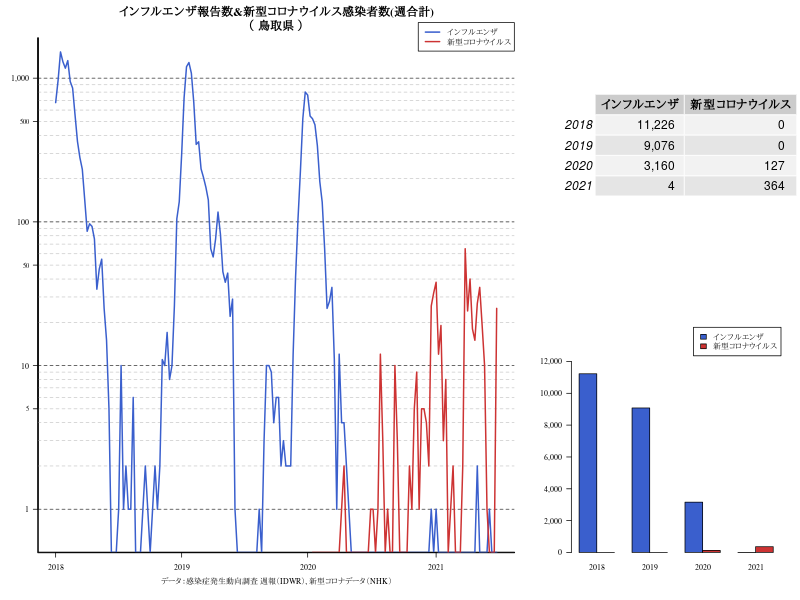 インフルエンザ報告数&新型コロナウイルス感染者数(週合計)
( 鳥取県 )
インフルエンザ
新型コロナウイルス
1,000
500
100
50
10
5
1
2018 2019 2020 2021
データ:感染症発生動向調査 週報(IDWR)、新型コロナデータ(NHK)
インフルエンザ 新型コロナウイルス
2018 11,226 0
2019 9,076 0
2020 3,160 127
2021 4 364
インフルエンザ
新型コロナウイルス
12,000
10,000
8,000
6,000
4,000
2,000
0
2018 2019 2020 2021